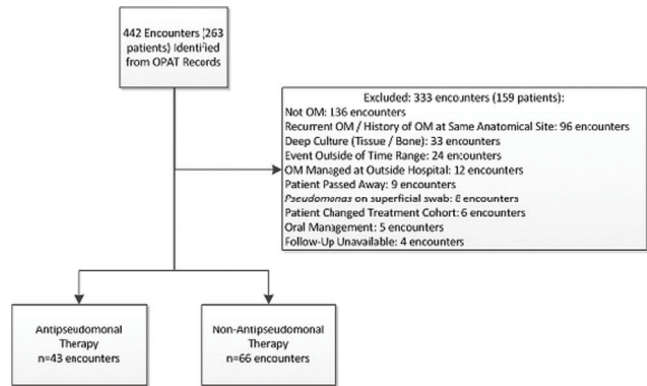 442 Encounters (263
patients) Identified
from OPAT Records
Excluded: 333 encounters (159 patients):
Not OM: 136 encounters
Recurrent OM / History of OM at Same Anatomical Site: 96 encounters
Deep Culture (Tissue / Bone): 33 encounters
Event Outside of Time Range: 24 encounters
OM Managed at Outside Hospital: 12 encounters
Patient Passed Away: 9 encounters
Pseudomonas on superficial swab: 8 encounters
Patient Changed Treatment Cohort: 6 encounters
Oral Management: 5 encounters
Follow-Up Unavailable: 4 encounters
Antipseudomonal
Therapy
n=43 encounters
Non-Antipseudomonal
Therapy
n=66 encounters